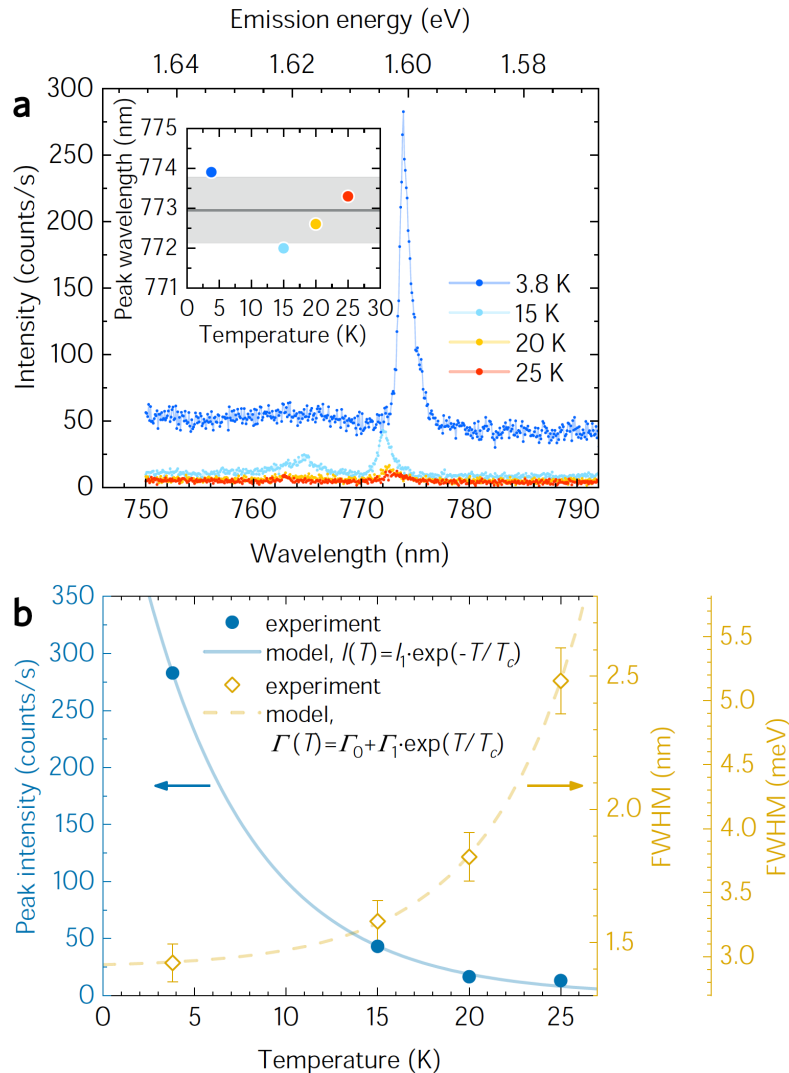 Emission energy (eV)
1.64 1.62 1.60 1.58
a
300
250
200
150
100
50
0
Intensity (counts/s)
775
774
773
772
771
Peak wavelength (nm)
0 5 10 15 20 25 30
Temperature (K)
3.8 K
15 K
20 K
25 K
750 760 770 780 790
Wavelength (nm)
b
350
300
250
200
150
100
50
0
Peak intensity (counts/s)
experiment
model, I(T)=I₁·exp(-T/T꜀)
experiment
model,
Γ(T)=Γ₀+Γ₁·exp(T/T꜀)
2.5
2.0
1.5
FWHM (nm)
5.5
5.0
4.5
4.0
3.5
3.0
FWHM (meV)
0 5 10 15 20 25
Temperature (K)